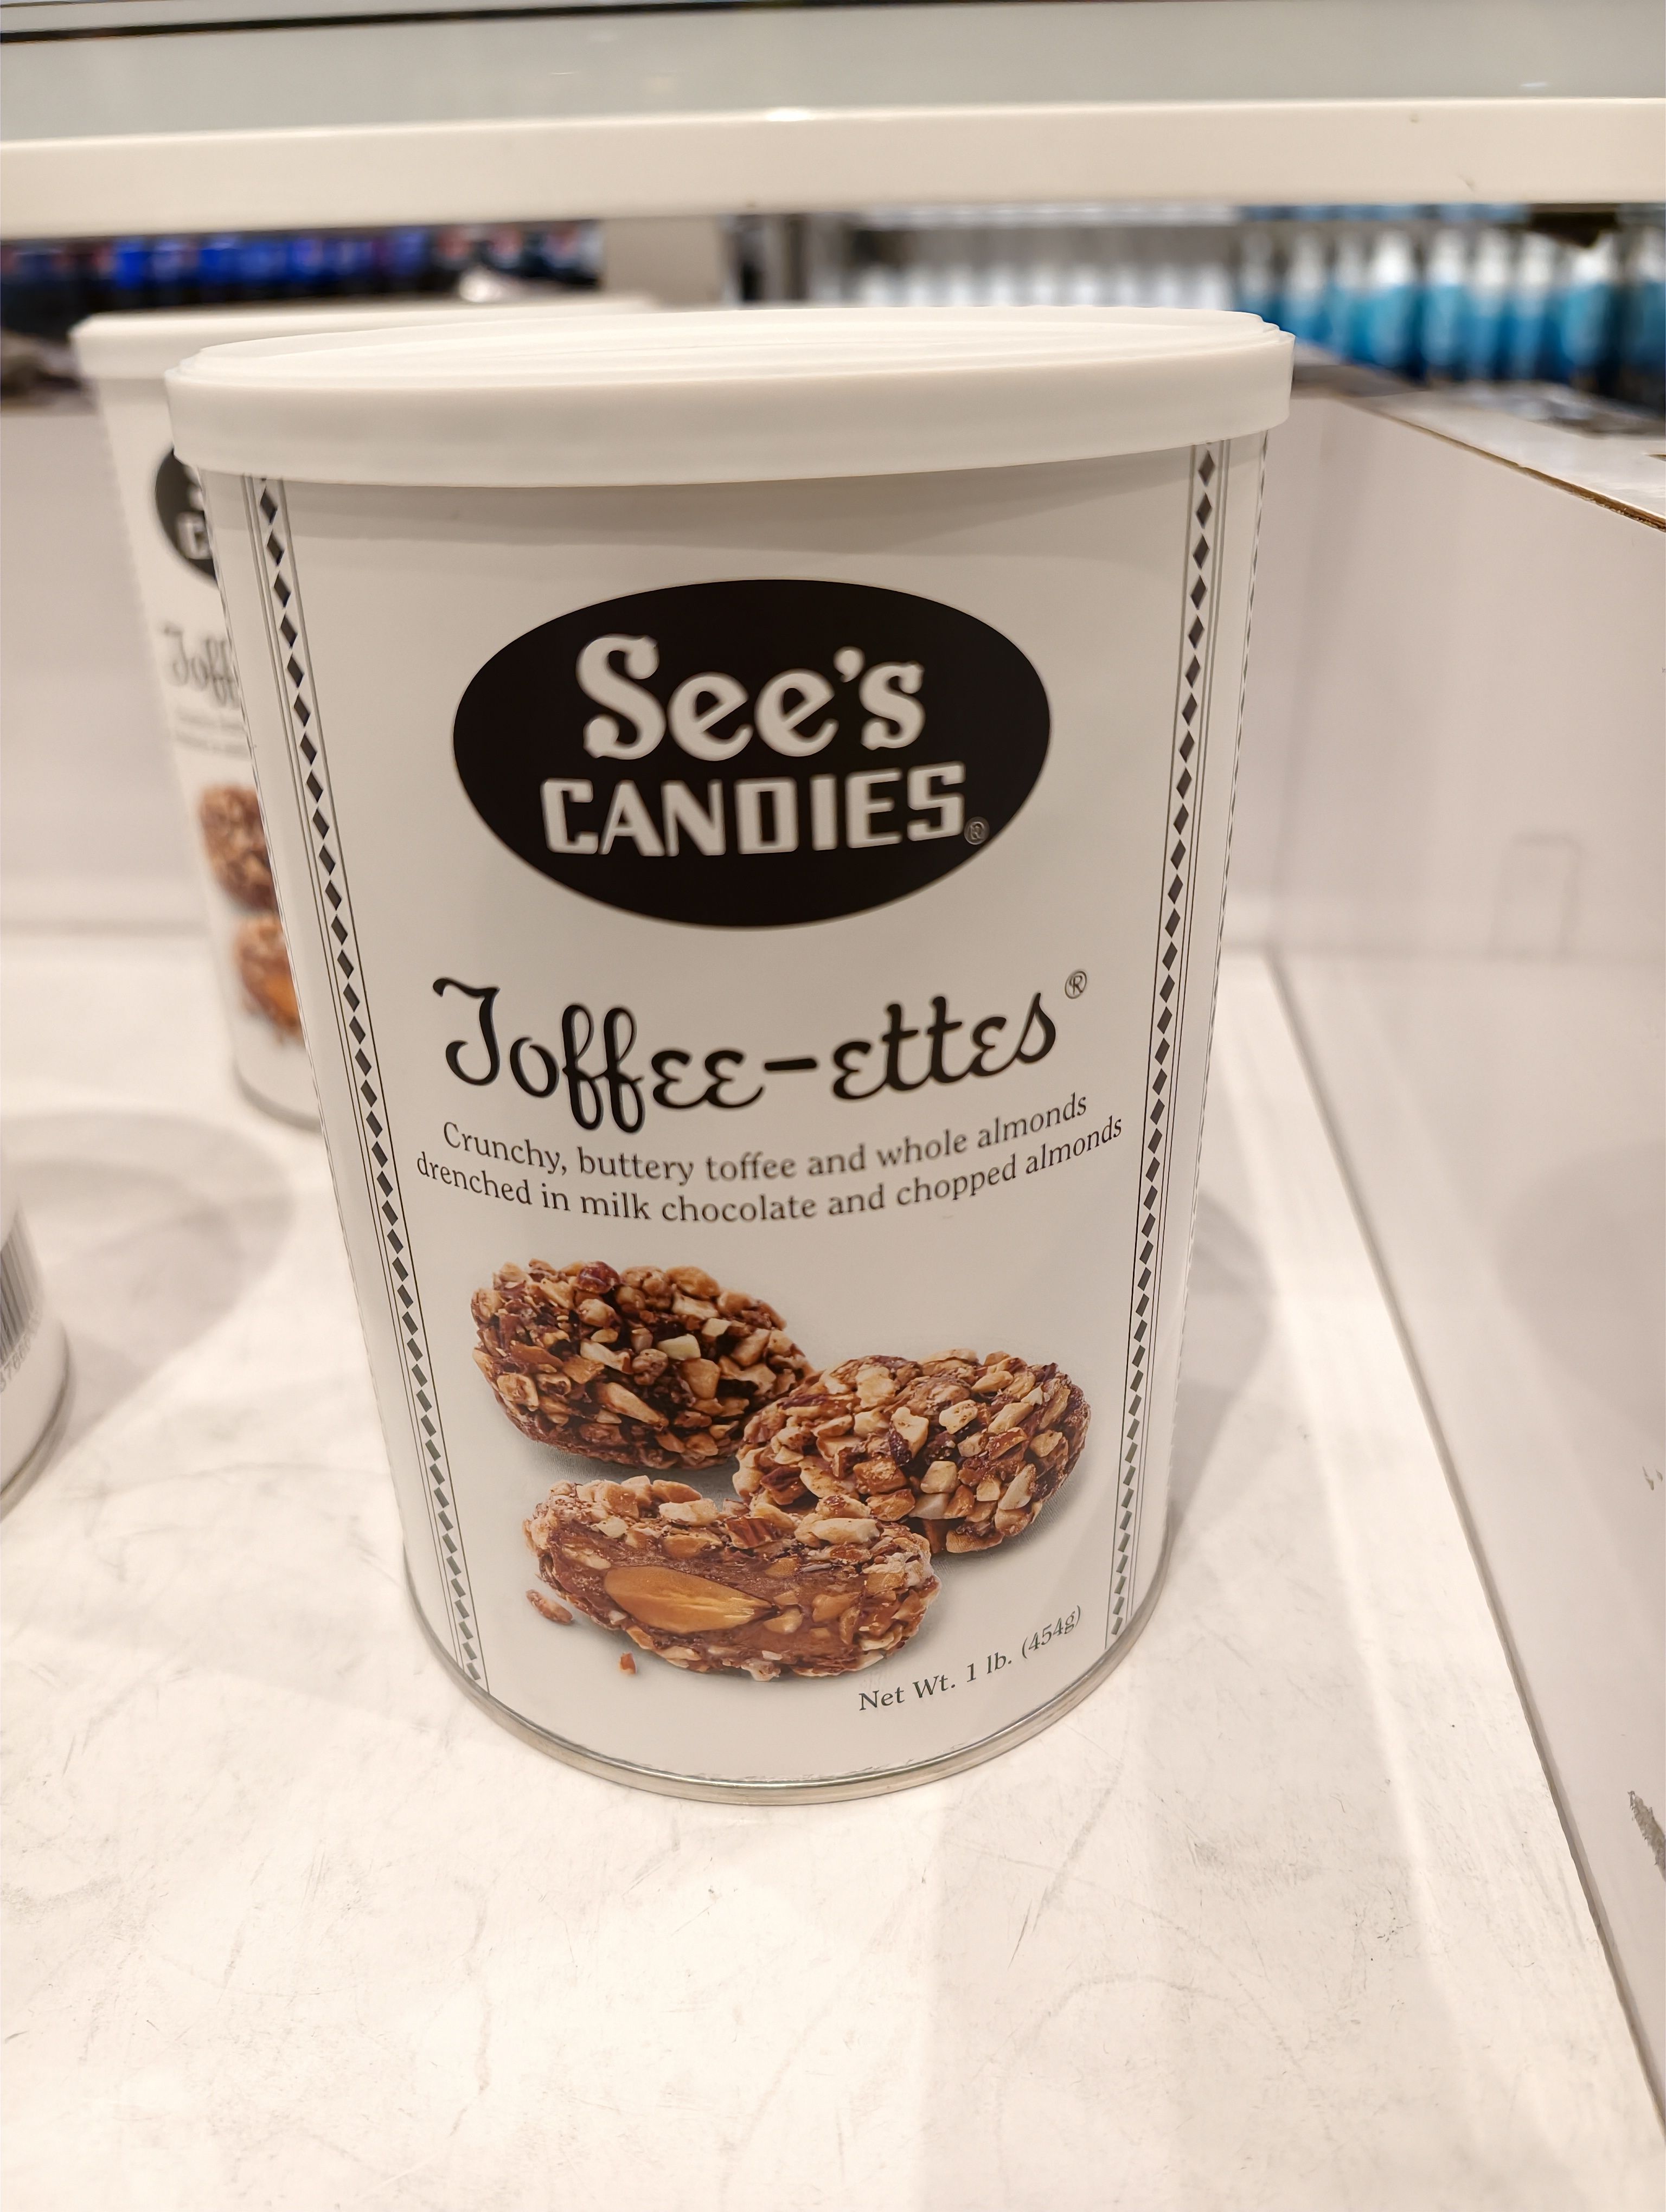 See's
CANDIES®
Toffee-ettes®
Crunchy, buttery toffee and whole almonds
drenched in milk chocolate and chopped almonds
Net Wt. 1 lb. (454g)